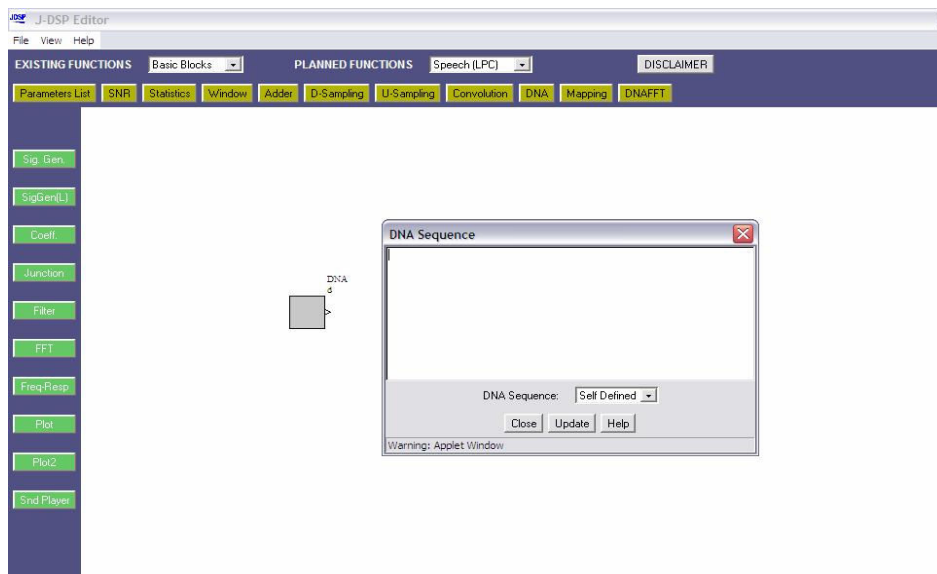 JDSP J-DSP Editor
File View Help
EXISTING FUNCTIONS Basic Blocks PLANNED FUNCTIONS Speech (LPC) DISCLAIMER
Parameters List SNR Statistics Window Adder D-Sampling U-Sampling Convolution DNA Mapping DNAFFT
Sig. Gen.
SigGen(L)
Coeff.
Junction
Filter
FFT
Freq-Resp
Plot
Plot2
Snd Player
DNA
d
DNA Sequence
DNA Sequence: Self Defined
Close Update Help
Warning: Applet Window